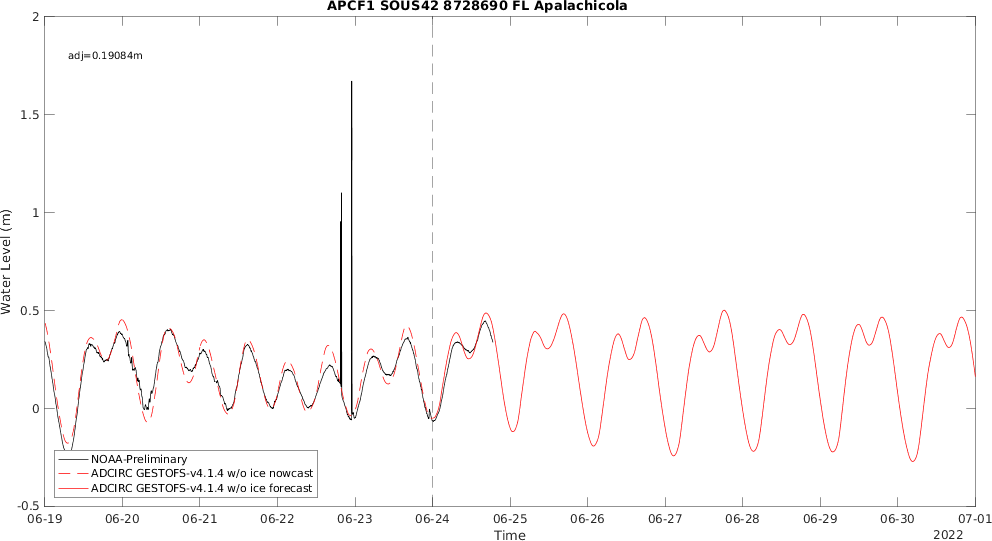 APCF1 SOUS42 8728690 FL Apalachicola
adj=0.19084m
Water Level (m)
2
1.5
1
0.5
0
-0.5
NOAA-Preliminary
ADCIRC GESTOFS-v4.1.4 w/o ice nowcast
ADCIRC GESTOFS-v4.1.4 w/o ice forecast
06-19 06-20 06-21 06-22 06-23 06-24 06-25 06-26 06-27 06-28 06-29 06-30 07-01
Time
2022